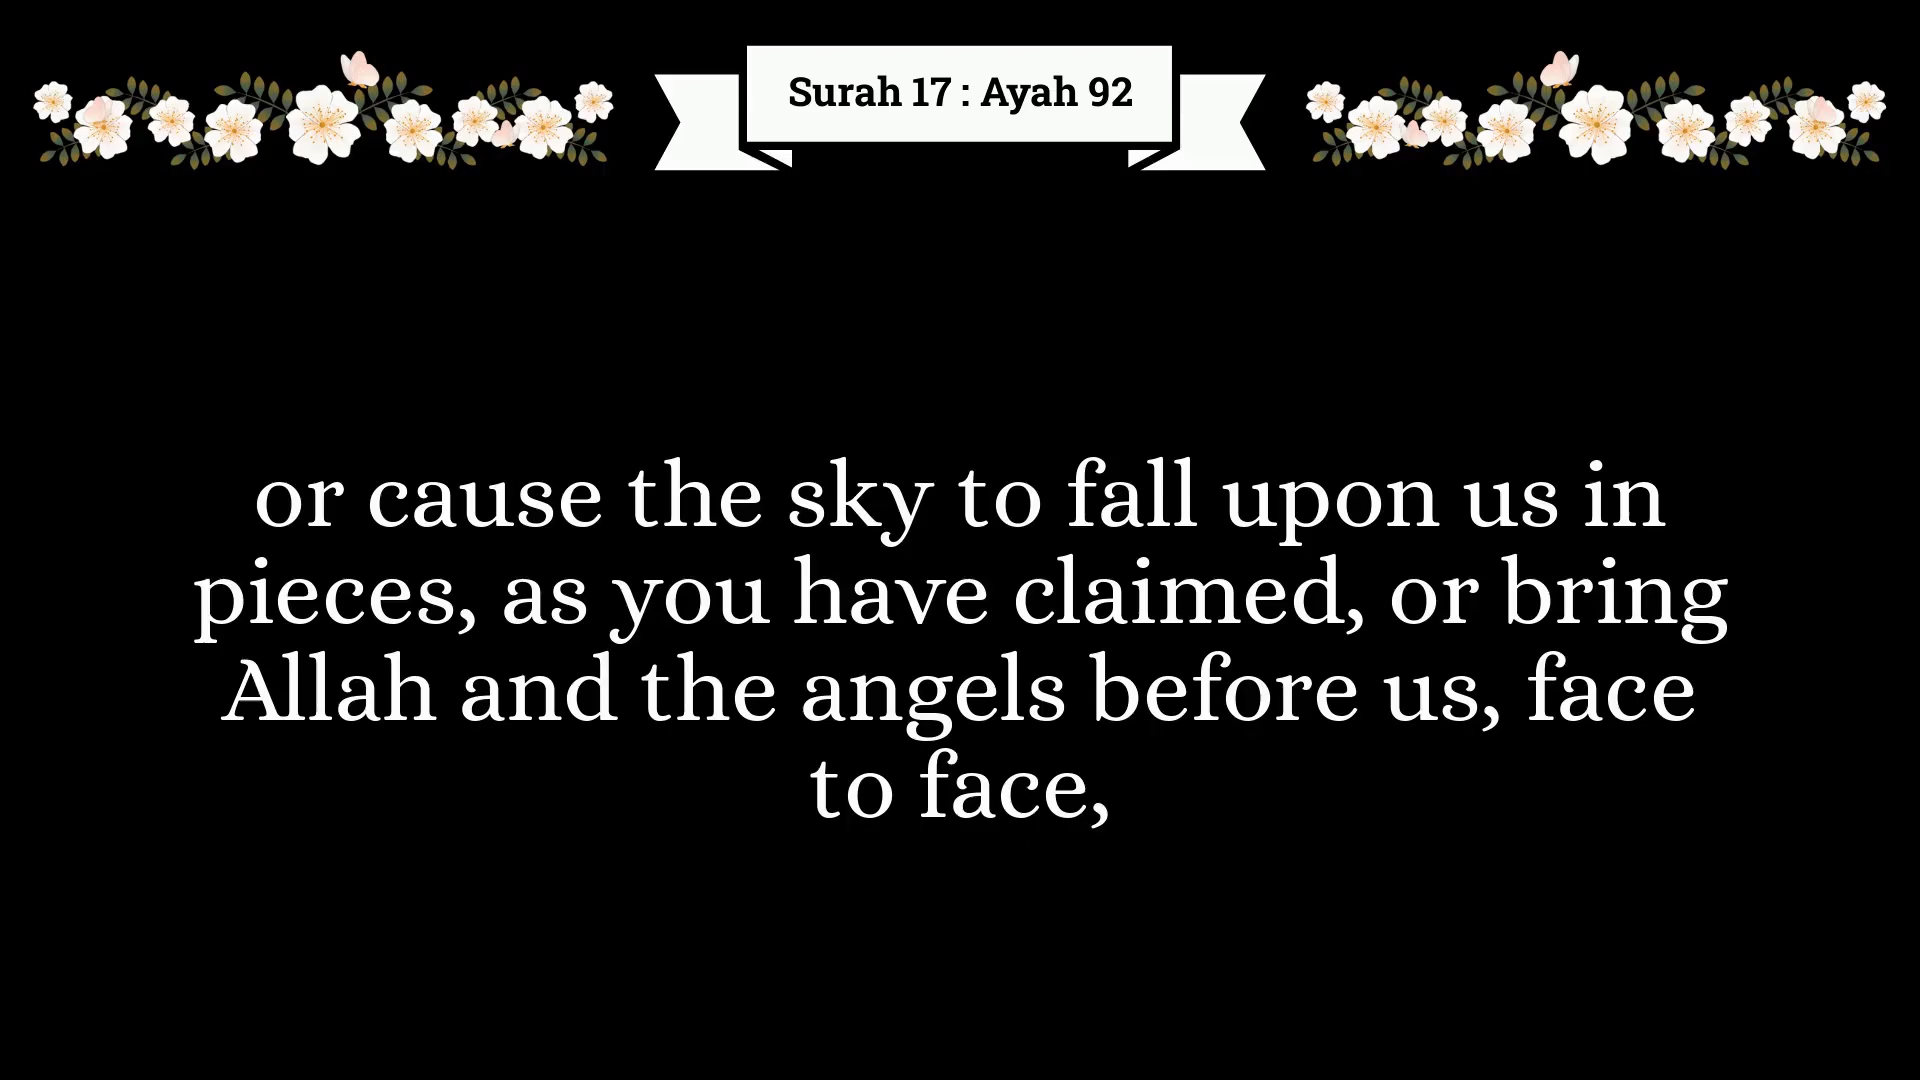 Surah 17 : Ayah 92
or cause the sky to fall upon us in
pieces, as you have claimed, or bring
Allah and the angels before us, face
to face,